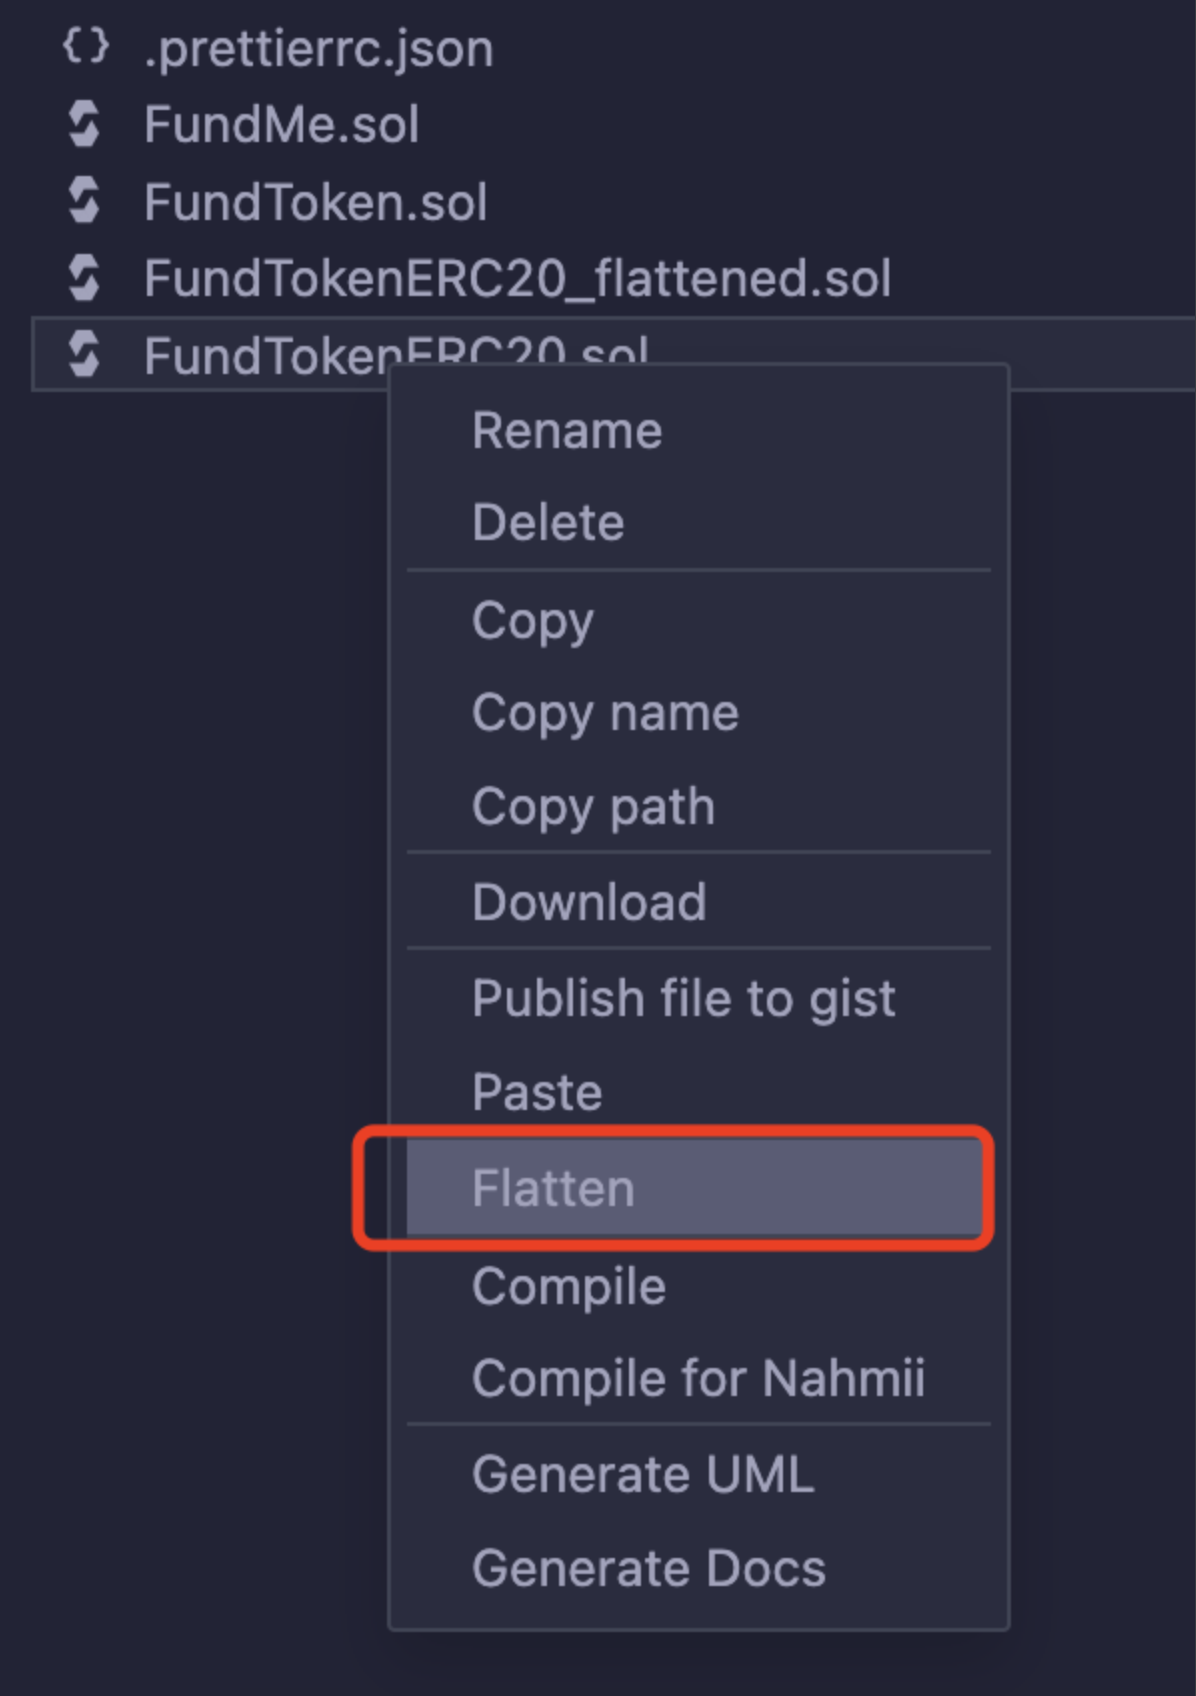 .prettierrc.json
FundMe.sol
FundToken.sol
FundTokenERC20_flattened.sol
FundTokenERC20.sol
Rename
Delete
Copy
Copy name
Copy path
Download
Publish file to gist
Paste
Flatten
Compile
Compile for Nahmii
Generate UML
Generate Docs